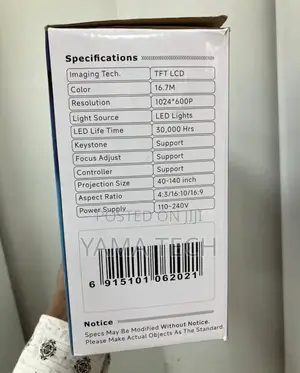 Specifications
Imaging Tech. TFT LCD
Color 16.7M
Resolution 1024*600P
Light Source LED Lights
LED Life Time 30,000 Hrs
Keystone Support
Focus Adjust Support
Controller Support
Projection Size 40-140 inch
Aspect Ratio 4:3/16:10/16:9
Power Supply 110-240V
POSTED ON JIJI
YAMA TECH
6 915101 062021
Notice
Specs May Be Modified Without Notice.
Please Make Actual Objects As The Standard